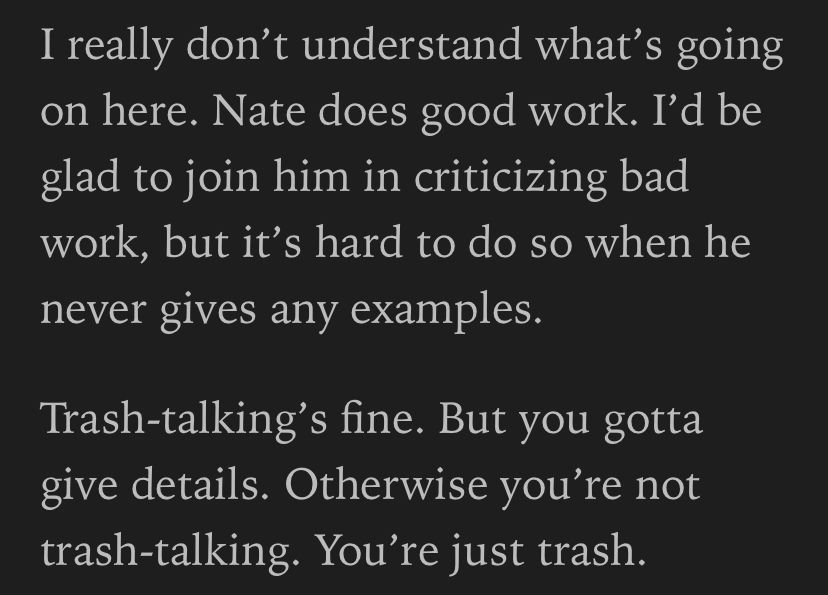 I really don’t understand what’s going
on here. Nate does good work. I’d be
glad to join him in criticizing bad
work, but it’s hard to do so when he
never gives any examples.
Trash-talking’s fine. But you gotta
give details. Otherwise you’re not
trash-talking. You’re just trash.